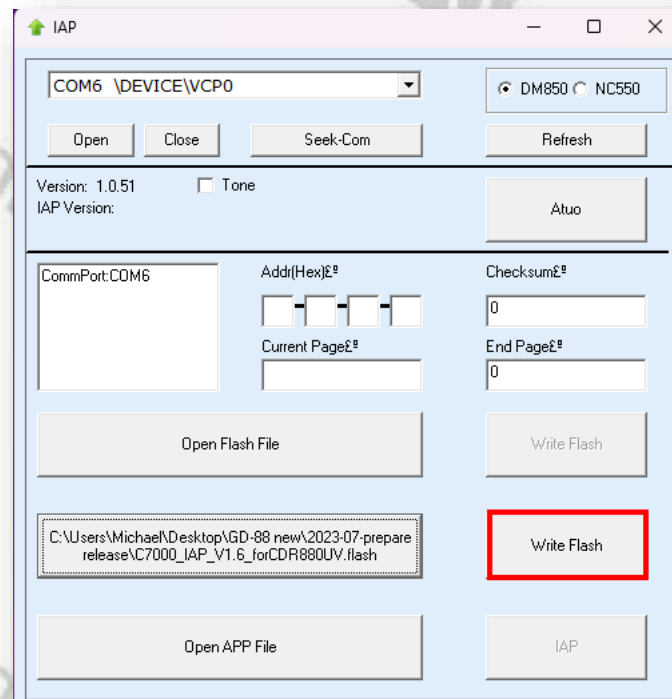 IAP
COM6 \DEVICE\VCP0
DM850 NC550
Open Close Seek-Com Refresh
Version: 1.0.51 Tone
IAP Version:
Atuo
CommPort:COM6
Addr(Hex)£º Checksum£º
- - -
0
Current Page£º End Page£º
0
Open Flash File Write Flash
C:\Users\Michael\Desktop\GD-88 new\2023-07-prepare
release\C7000_IAP_V1.6_forCDR880UV.flash
Write Flash
Open APP File IAP